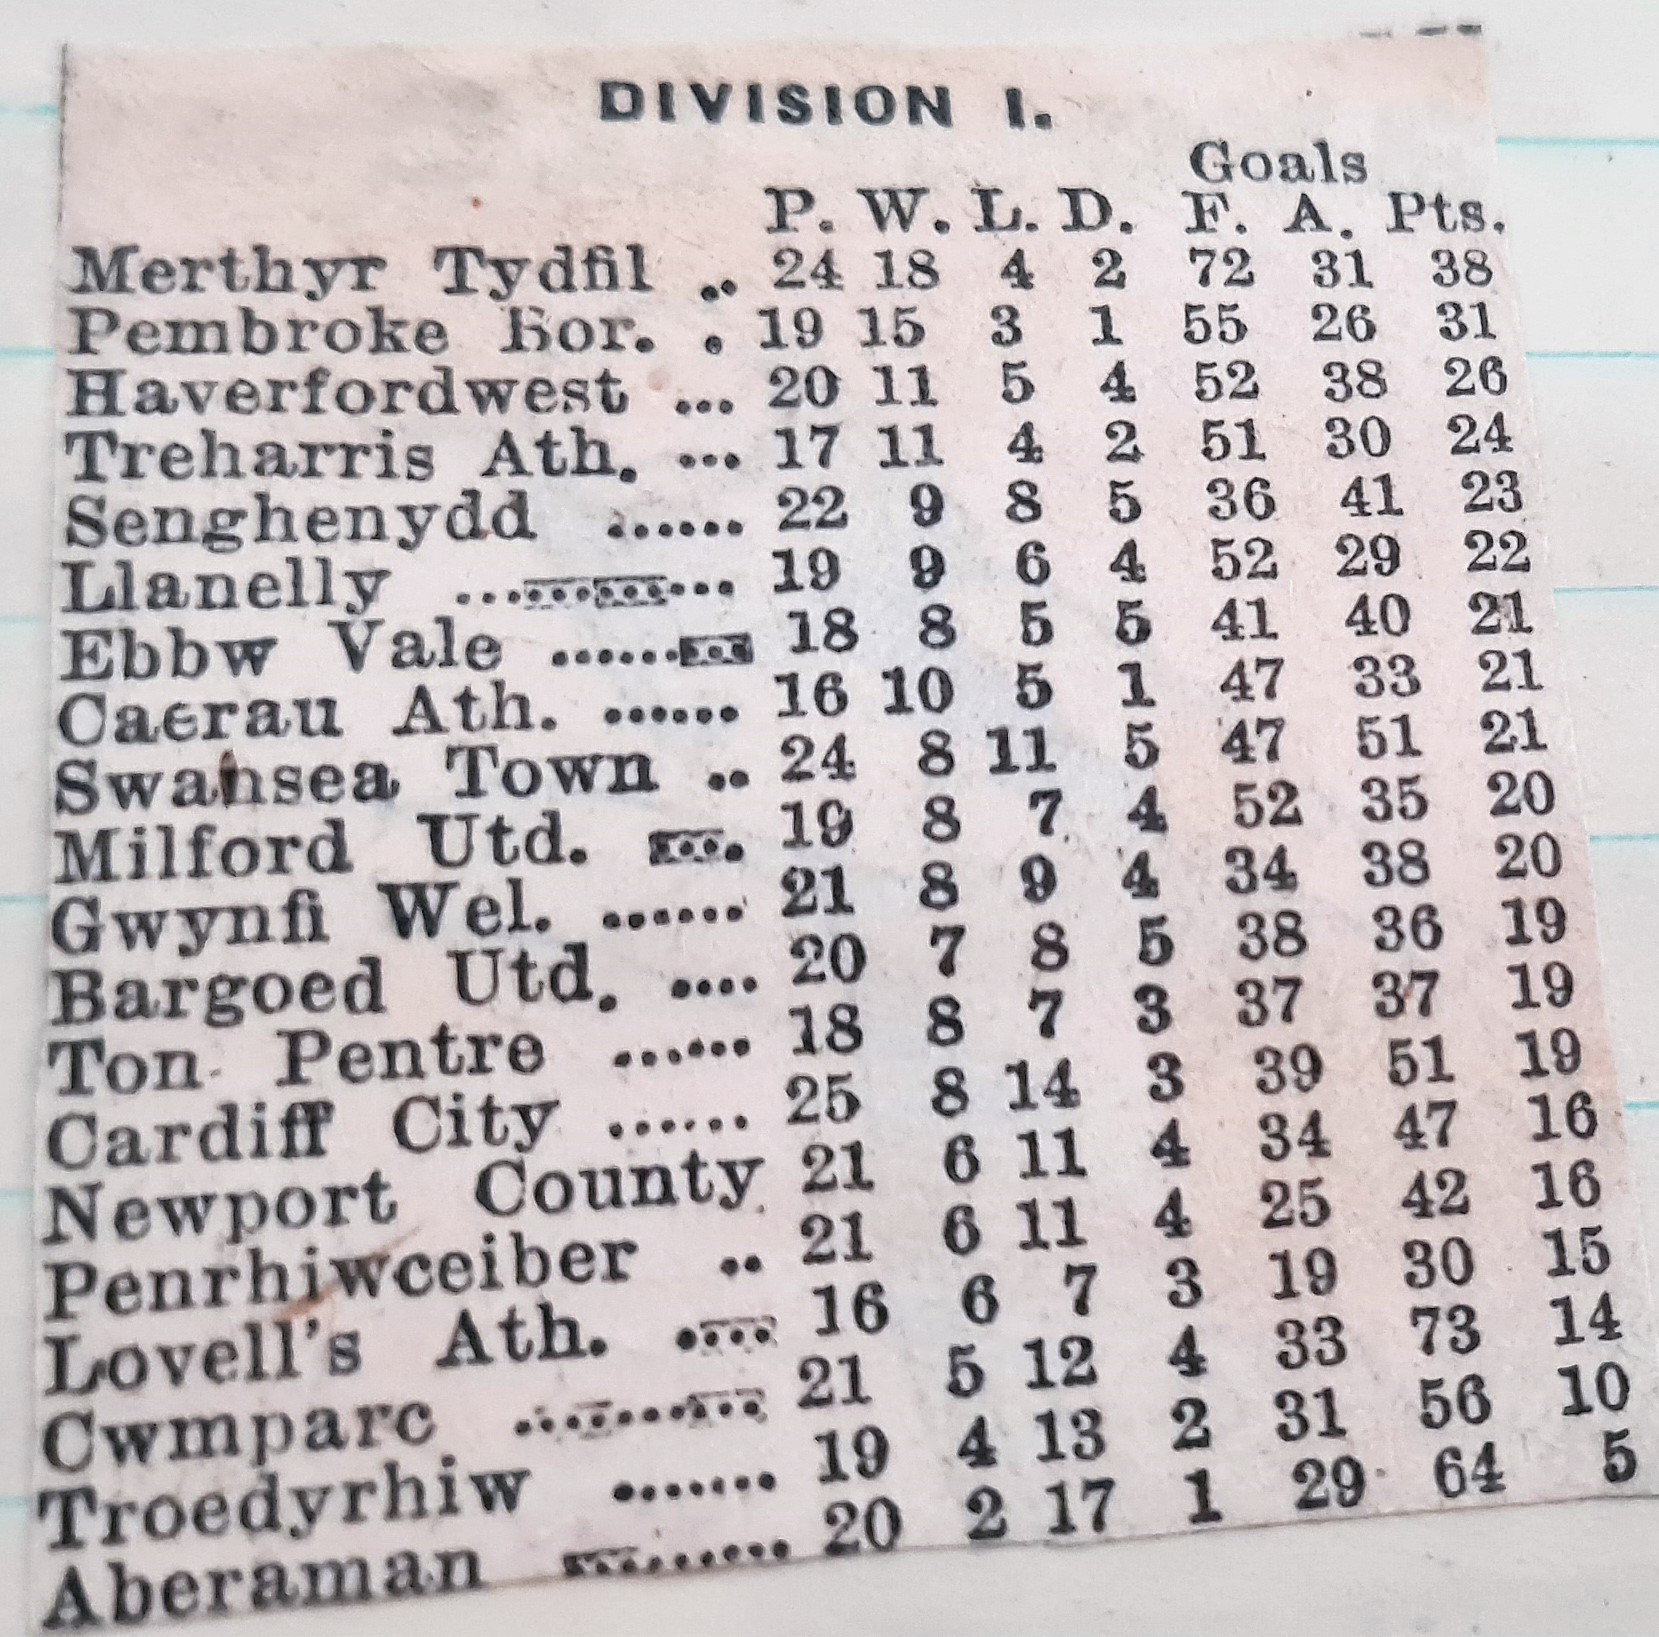 DIVISION I.
Goals
P. W. L. D. F. A. Pts.
Merthyr Tydfil .. 24 18 4 2 72 31 38
Pembroke Bor. . 19 15 3 1 55 26 31
Haverfordwest ... 20 11 5 4 52 38 26
Treharris Ath. ... 17 11 4 2 51 30 24
Senghenydd ...... 22 9 8 5 36 41 23
Llanelly ............ 19 9 6 4 52 29 22
Ebbw Vale ......... 18 8 5 5 41 40 21
Caerau Ath. ...... 16 10 5 1 47 33 21
Swansea Town .. 24 8 11 5 47 51 21
Milford Utd. .... 19 8 7 4 52 35 20
Gwynfi Wel. ...... 21 8 9 4 34 38 20
Bargoed Utd. .... 20 7 8 5 38 36 19
Ton Pentre ...... 18 8 7 3 37 37 19
Cardiff City ...... 25 8 14 3 39 51 19
Newport County 21 6 11 4 34 47 16
Penrhiwceiber .. 21 6 11 4 25 42 16
Lovell's Ath. .... 16 6 7 3 19 30 15
Cwmparc .......... 21 5 12 4 33 73 14
Troedyrhiw ....... 19 4 13 2 31 56 10
Aberaman .......... 20 2 17 1 29 64 5